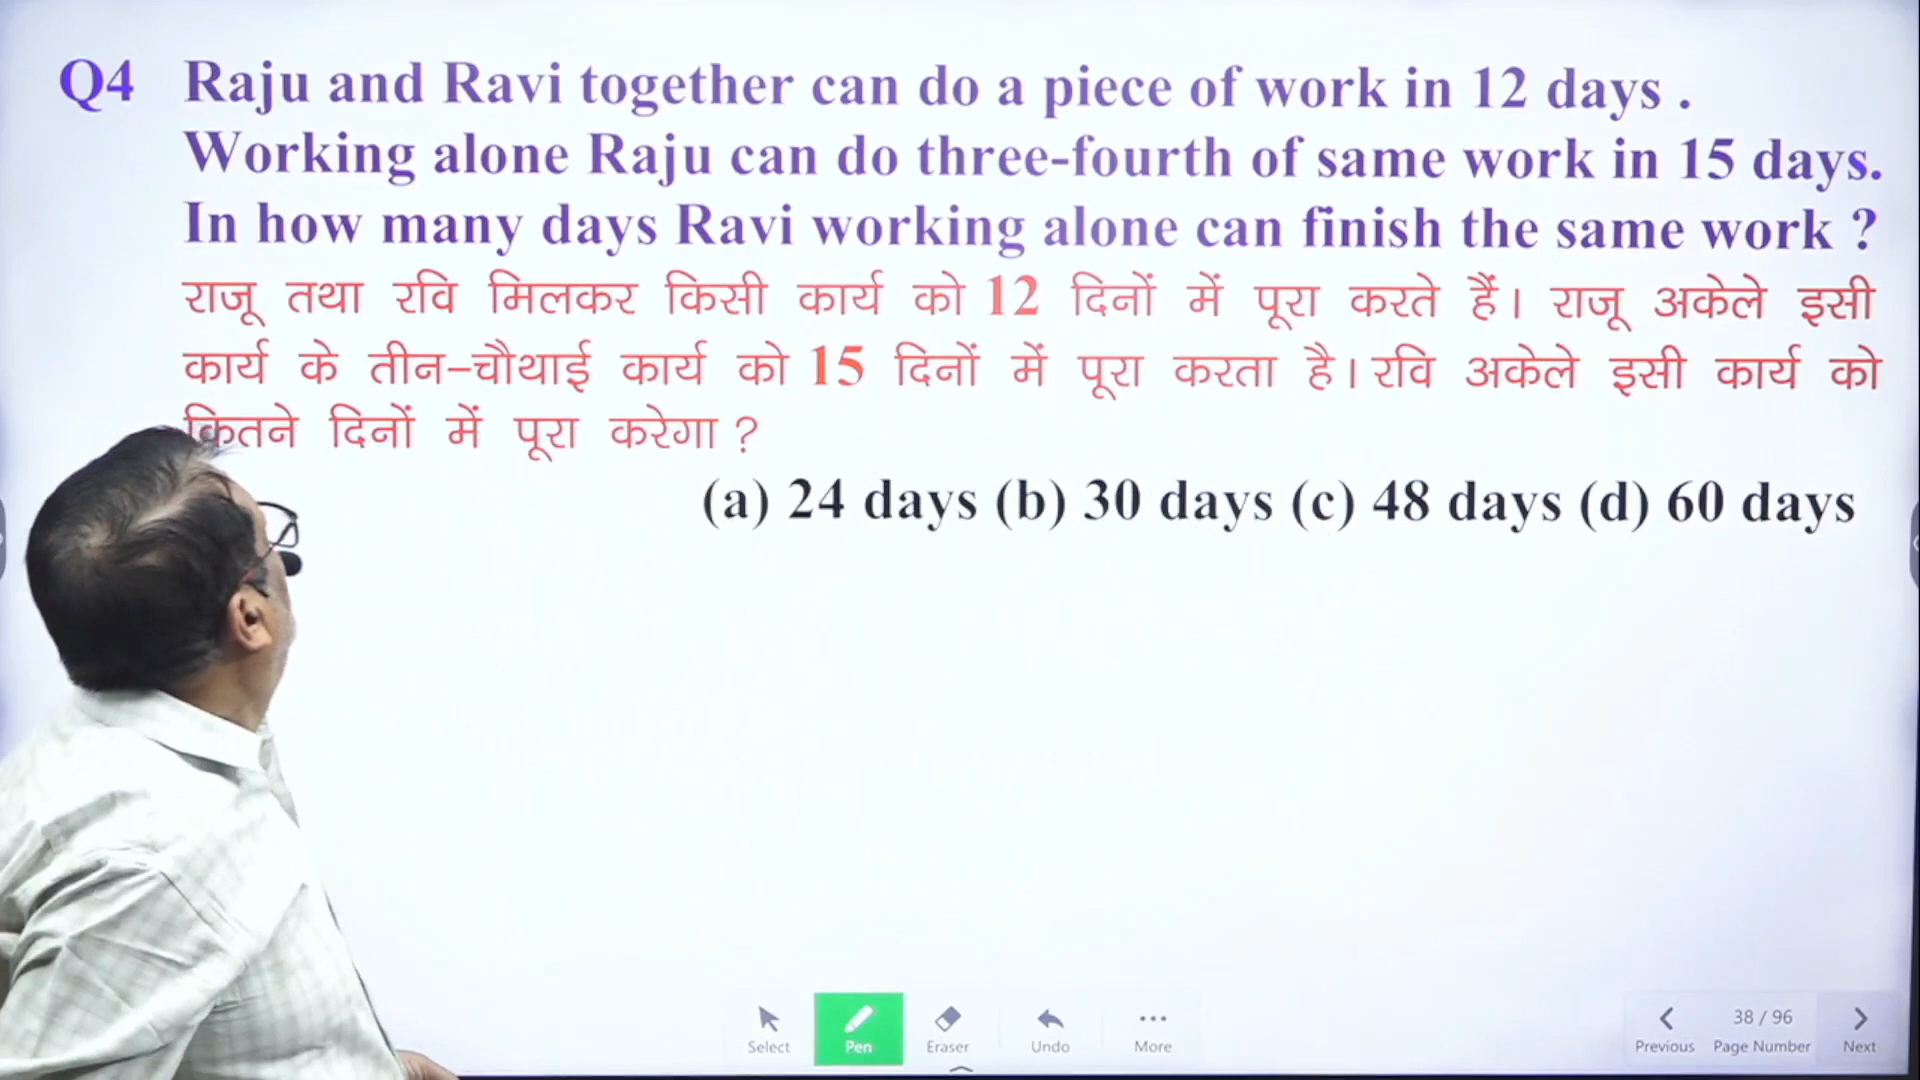 Q4 Raju and Ravi together can do a piece of work in 12 days .
Working alone Raju can do three-fourth of same work in 15 days.
In how many days Ravi working alone can finish the same work ?
राजू तथा रवि मिलकर किसी कार्य को 12 दिनों में पूरा करते हैं। राजू अकेले इसी
कार्य के तीन-चौथाई कार्य को 15 दिनों में पूरा करता है। रवि अकेले इसी कार्य को
कितने दिनों में पूरा करेगा ?
(a) 24 days (b) 30 days (c) 48 days (d) 60 days
Select Pen Eraser Undo More
38 / 96
Previous Page Number Next